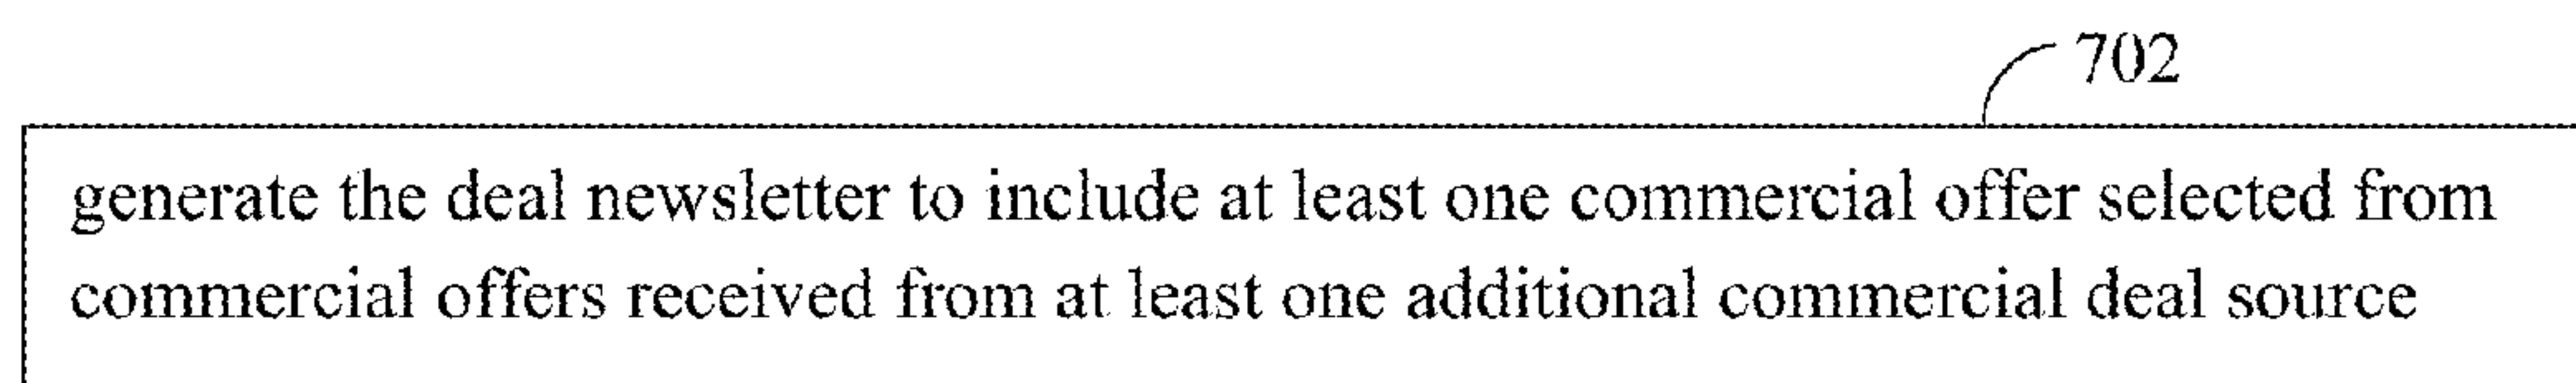 702
generate the deal newsletter to include at least one commercial offer selected from
commercial offers received from at least one additional commercial deal source